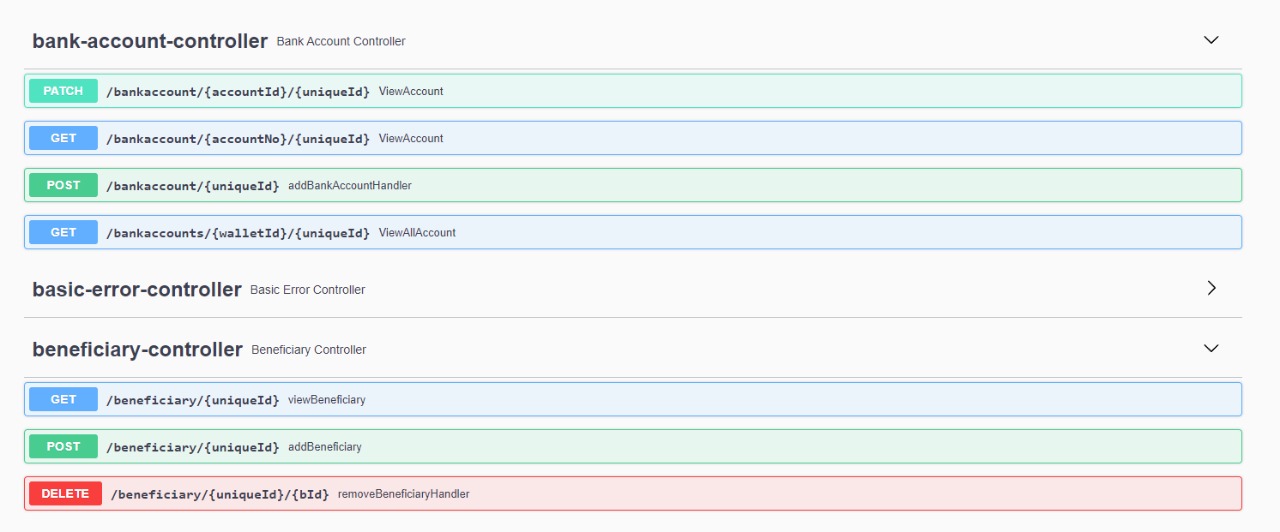 bank-account-controller Bank Account Controller
PATCH /bankaccount/{accountId}/{uniqueId} ViewAccount
GET /bankaccount/{accountNo}/{uniqueId} ViewAccount
POST /bankaccount/{uniqueId} addBankAccountHandler
GET /bankaccounts/{walletId}/{uniqueId} ViewAllAccount
basic-error-controller Basic Error Controller
beneficiary-controller Beneficiary Controller
GET /beneficiary/{uniqueId} viewBeneficiary
POST /beneficiary/{uniqueId} addBeneficiary
DELETE /beneficiary/{uniqueId}/{bId} removeBeneficiaryHandler